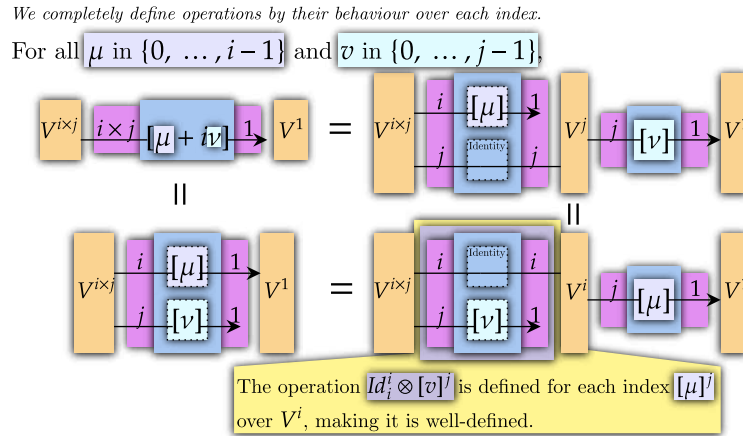 We completely define operations by their behaviour over each index.
For all μ in {0, …, i − 1} and v in {0, …, j − 1},
V^{i×j} i × j [μ + iν] 1 V^1 = V^{i×j} i [μ] 1 j Identity j V^j j [ν] 1
= =
V^{i×j} i [μ] 1 j [ν] 1 V^1 = V^{i×j} i Identity i j [ν] 1 V^i j [μ] 1
The operation Id_i^i ⊗ [v]^j is defined for each index [μ]^j
over V^i, making it is well-defined.